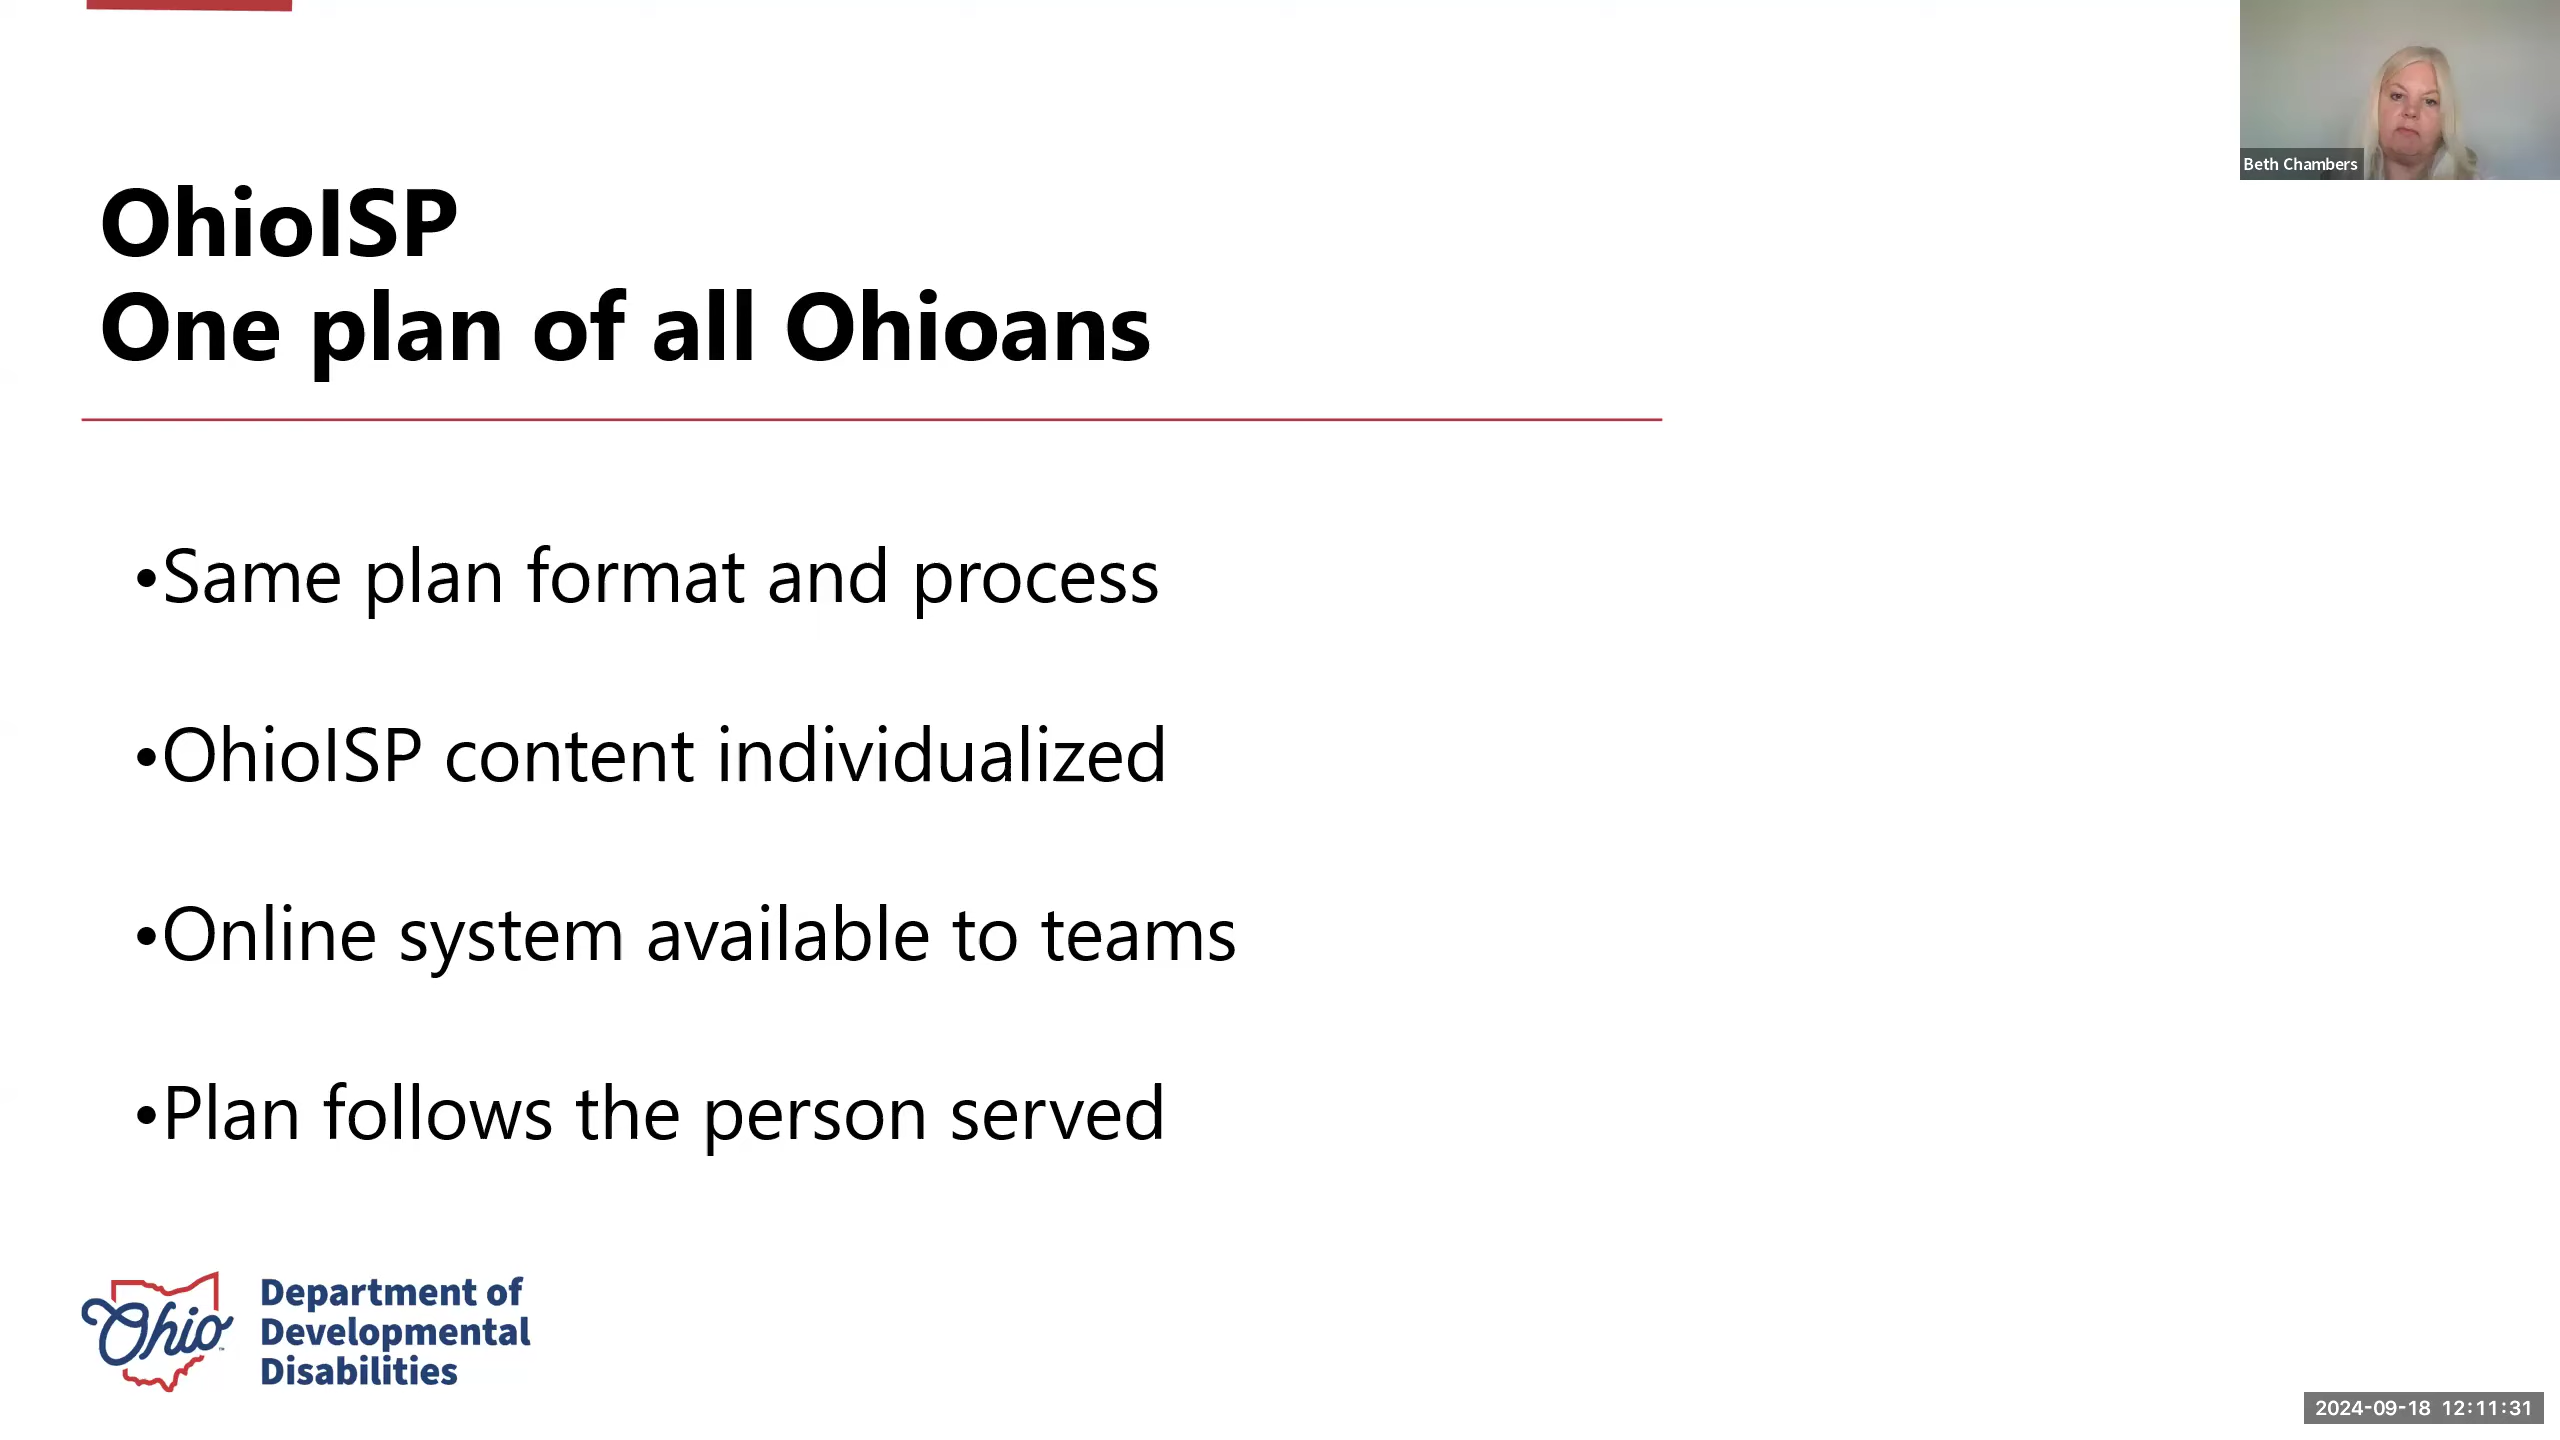 Beth Chambers
OhioISP
One plan of all Ohioans
•Same plan format and process
•OhioISP content individualized
•Online system available to teams
•Plan follows the person served
Ohio
Department of
Developmental
Disabilities
2024-09-18 12:11:31